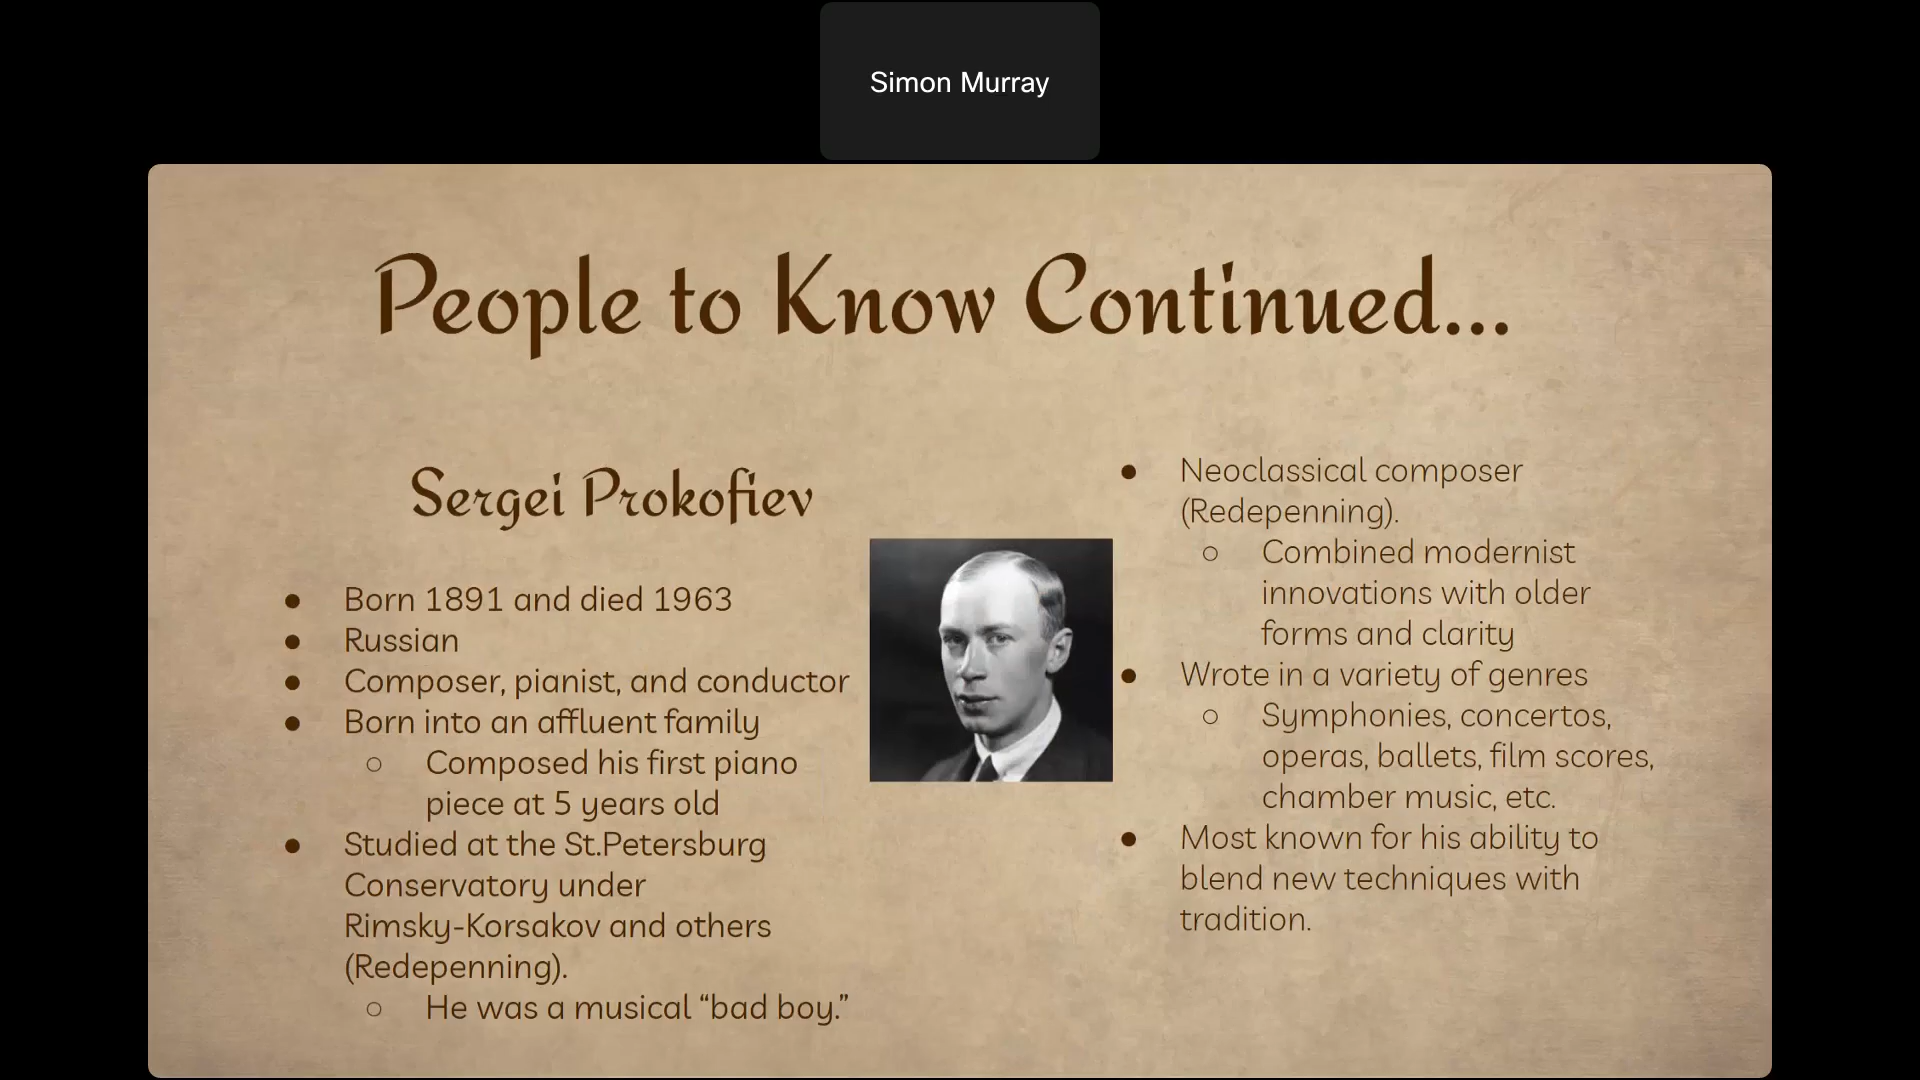 Simon Murray
People to Know Continued...
Sergei Prokofiev
● Born 1891 and died 1963
● Russian
● Composer, pianist, and conductor
● Born into an affluent family
○ Composed his first piano
piece at 5 years old
● Studied at the St.Petersburg
Conservatory under
Rimsky-Korsakov and others
(Redepenning).
○ He was a musical “bad boy.”
● Neoclassical composer
(Redepenning).
○ Combined modernist
innovations with older
forms and clarity
● Wrote in a variety of genres
○ Symphonies, concertos,
operas, ballets, film scores,
chamber music, etc.
● Most known for his ability to
blend new techniques with
tradition.